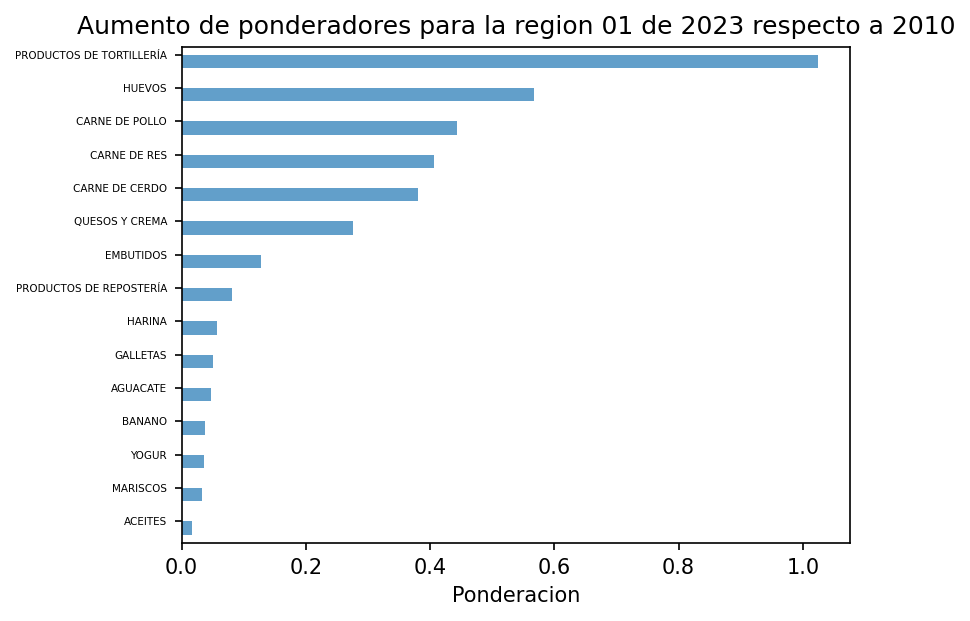 Aumento de ponderadores para la region 01 de 2023 respecto a 2010
PRODUCTOS DE TORTILLERÍA
HUEVOS
CARNE DE POLLO
CARNE DE RES
CARNE DE CERDO
QUESOS Y CREMA
EMBUTIDOS
PRODUCTOS DE REPOSTERÍA
HARINA
GALLETAS
AGUACATE
BANANO
YOGUR
MARISCOS
ACEITES
0.0 0.2 0.4 0.6 0.8 1.0
Ponderacion